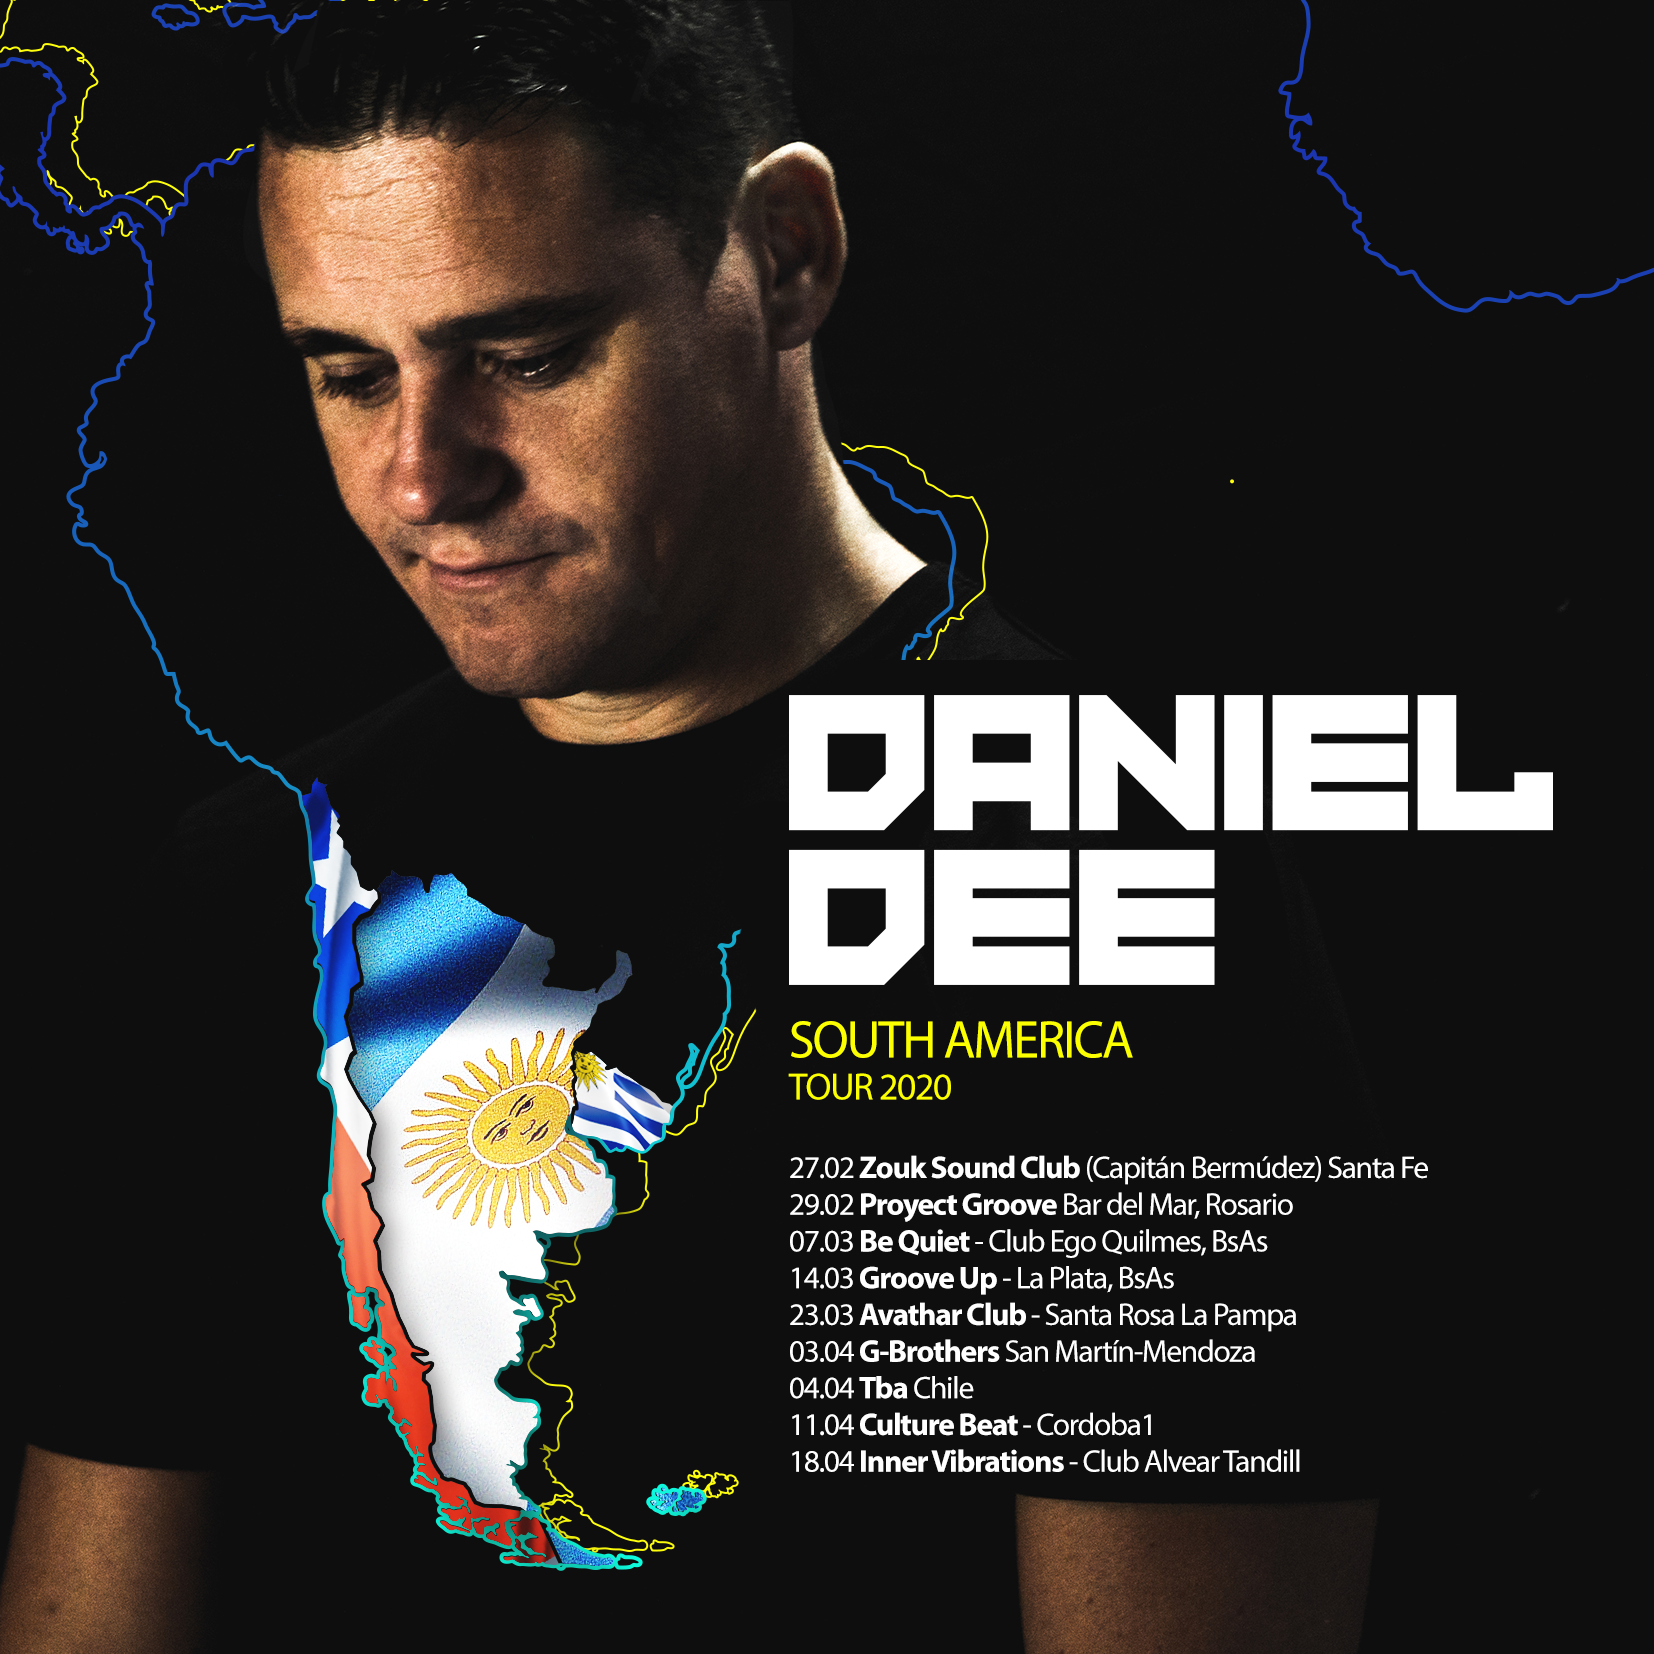 DANIEL
DEE
SOUTH AMERICA
TOUR 2020
27.02 Zouk Sound Club (Capitán Bermúdez) Santa Fe
29.02 Proyect Groove Bar del Mar, Rosario
07.03 Be Quiet - Club Ego Quilmes, BsAs
14.03 Groove Up - La Plata, BsAs
23.03 Avathar Club - Santa Rosa La Pampa
03.04 G-Brothers San Martín-Mendoza
04.04 Tba Chile
11.04 Culture Beat - Cordoba1
18.04 Inner Vibrations - Club Alvear Tandill